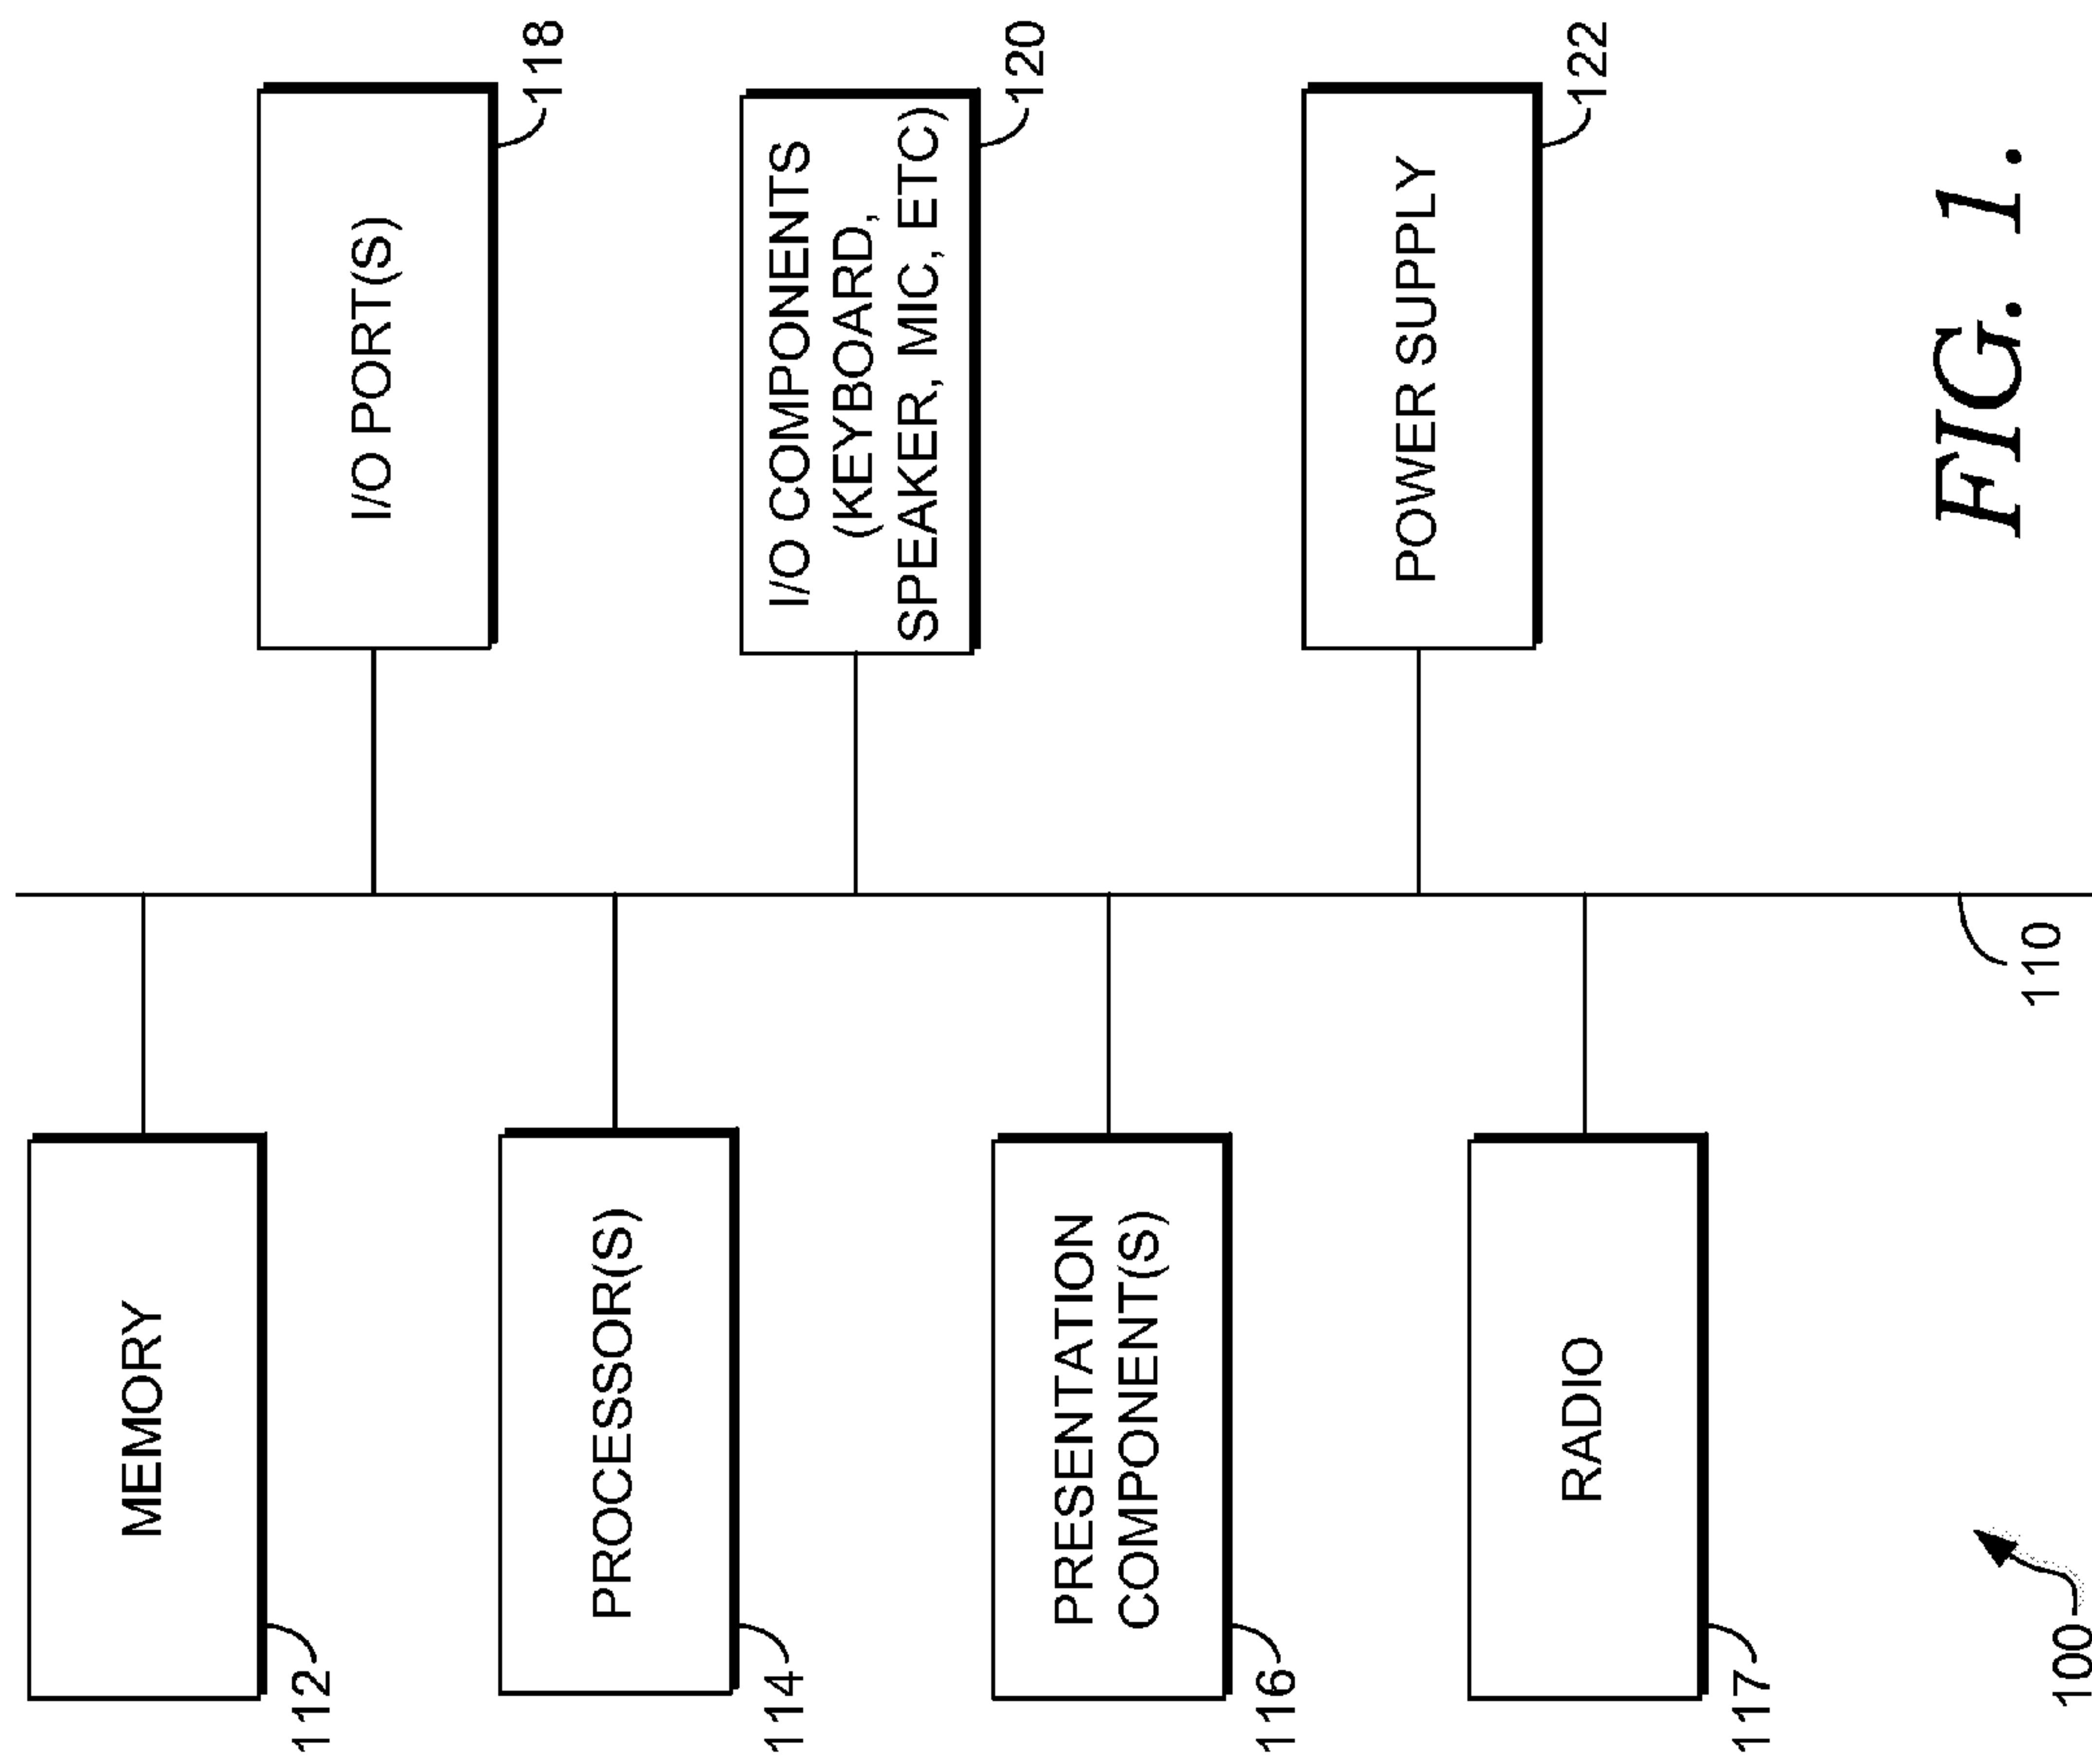 MEMORY
112
PROCESSOR(S)
114
PRESENTATION
COMPONENT(S)
116
RADIO
117
I/O PORT(S)
118
I/O COMPONENTS
(KEYBOARD,
SPEAKER, MIC, ETC)
120
POWER SUPPLY
122
110
100
FIG. 1.